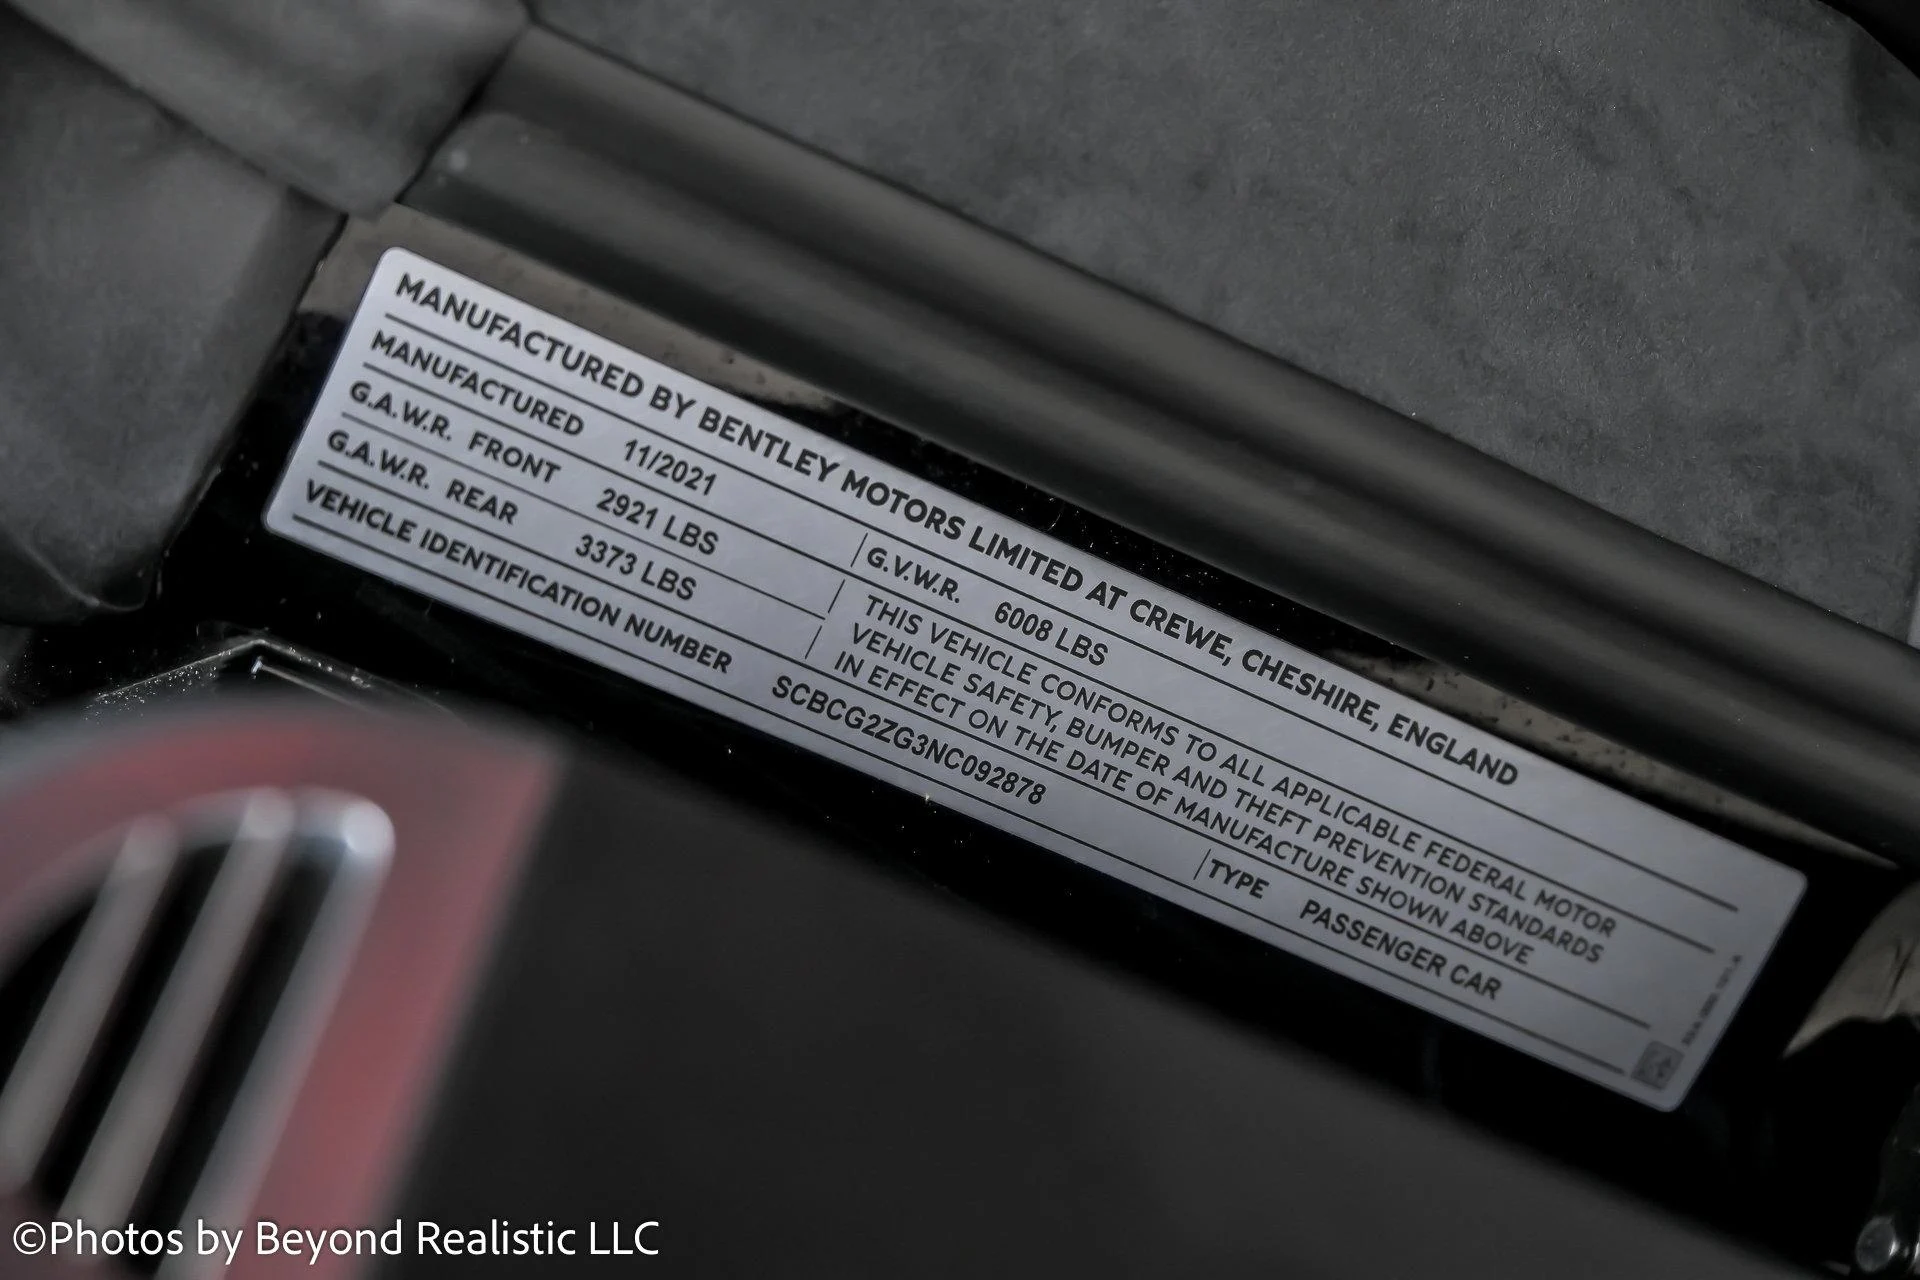 MANUFACTURED BY BENTLEY MOTORS LIMITED AT CREWE, CHESHIRE, ENGLAND
MANUFACTURED 11/2021
G.A.W.R. FRONT 2921 LBS
G.A.W.R. REAR 3373 LBS
G.V.W.R. 6008 LBS
THIS VEHICLE CONFORMS TO ALL APPLICABLE FEDERAL MOTOR
VEHICLE SAFETY, BUMPER AND THEFT PREVENTION STANDARDS
IN EFFECT ON THE DATE OF MANUFACTURE SHOWN ABOVE
VEHICLE IDENTIFICATION NUMBER SCBCG2ZG3NC092878
TYPE PASSENGER CAR
©Photos by Beyond Realistic LLC